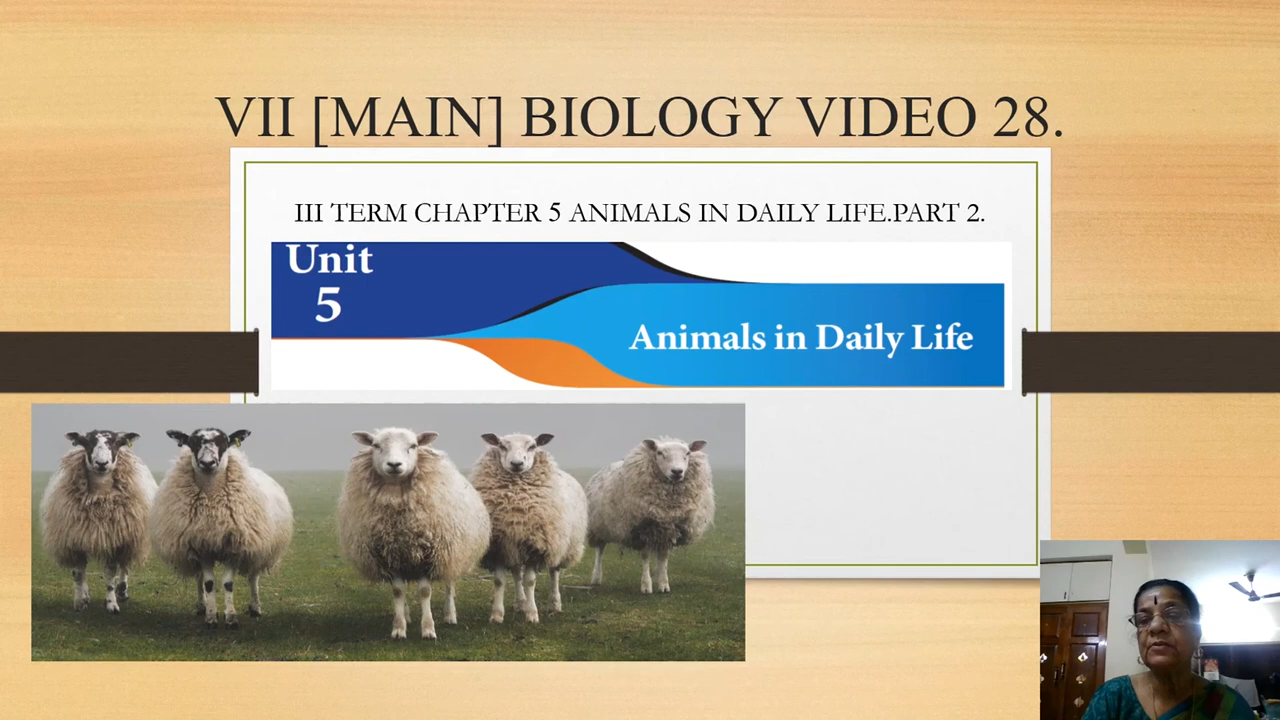 VII [MAIN] BIOLOGY VIDEO 28.
III TERM CHAPTER 5 ANIMALS IN DAILY LIFE.PART 2.
Unit
5
Animals in Daily Life